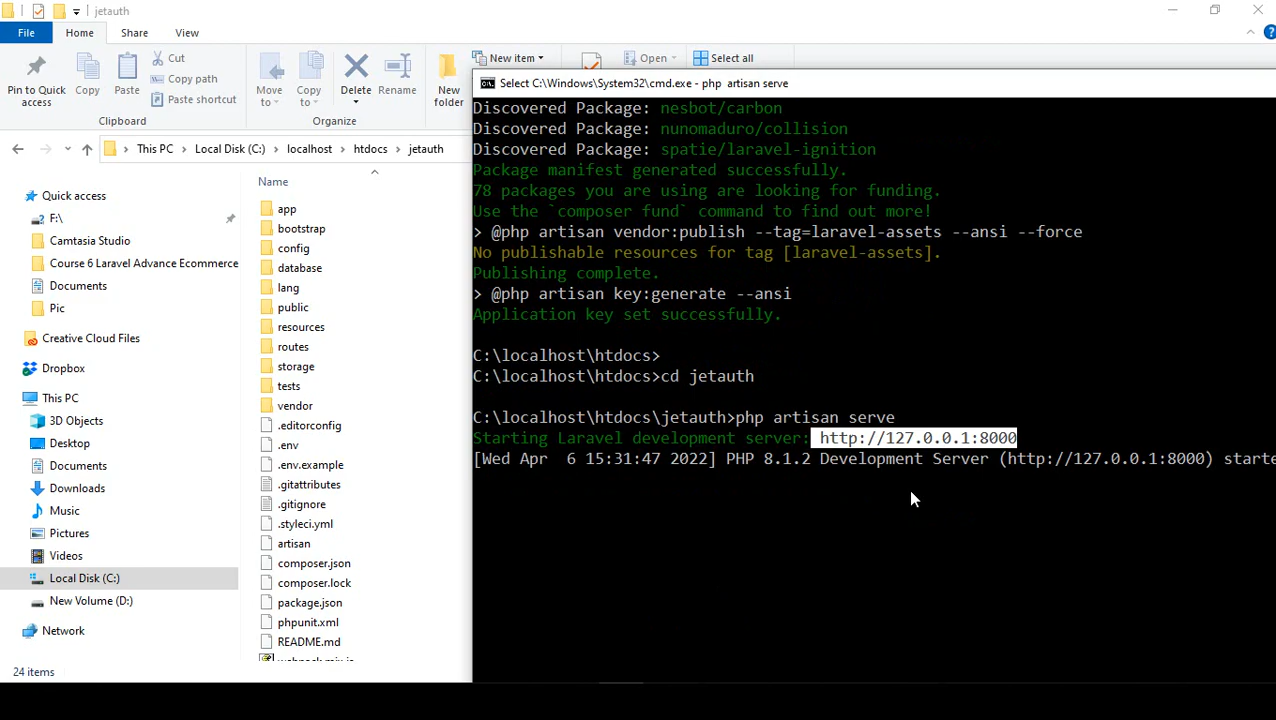 jetauth
File
Home
Share
View
Pin to Quick
access
Copy
Paste
Cut
Copy path
Paste shortcut
Clipboard
Move
to
Copy
to
Delete
Rename
Organize
New
folder
New item
Open
Select all
This PC
Local Disk (C:)
localhost
htdocs
jetauth
Quick access
F:\
Camtasia Studio
Course 6 Laravel Advance Ecommerce
Documents
Pic
Creative Cloud Files
Dropbox
This PC
3D Objects
Desktop
Documents
Downloads
Music
Pictures
Videos
Local Disk (C:)
New Volume (D:)
Network
24 items
Name
app
bootstrap
config
database
lang
public
resources
routes
storage
tests
vendor
.editorconfig
.env
.env.example
.gitattributes
.gitignore
.styleci.yml
artisan
composer.json
composer.lock
package.json
phpunit.xml
README.md
Select C:\Windows\System32\cmd.exe - php  artisan serve
Discovered Package: nesbot/carbon
Discovered Package: nunomaduro/collision
Discovered Package: spatie/laravel-ignition
Package manifest generated successfully.
78 packages you are using are looking for funding.
Use the `composer fund` command to find out more!
> @php artisan vendor:publish --tag=laravel-assets --ansi --force
No publishable resources for tag [laravel-assets].
Publishing complete.
> @php artisan key:generate --ansi
Application key set successfully.
C:\localhost\htdocs>
C:\localhost\htdocs>cd jetauth
C:\localhost\htdocs\jetauth>php artisan serve
Starting Laravel development server: http://127.0.0.1:8000
[Wed Apr  6 15:31:47 2022] PHP 8.1.2 Development Server (http://127.0.0.1:8000) starte